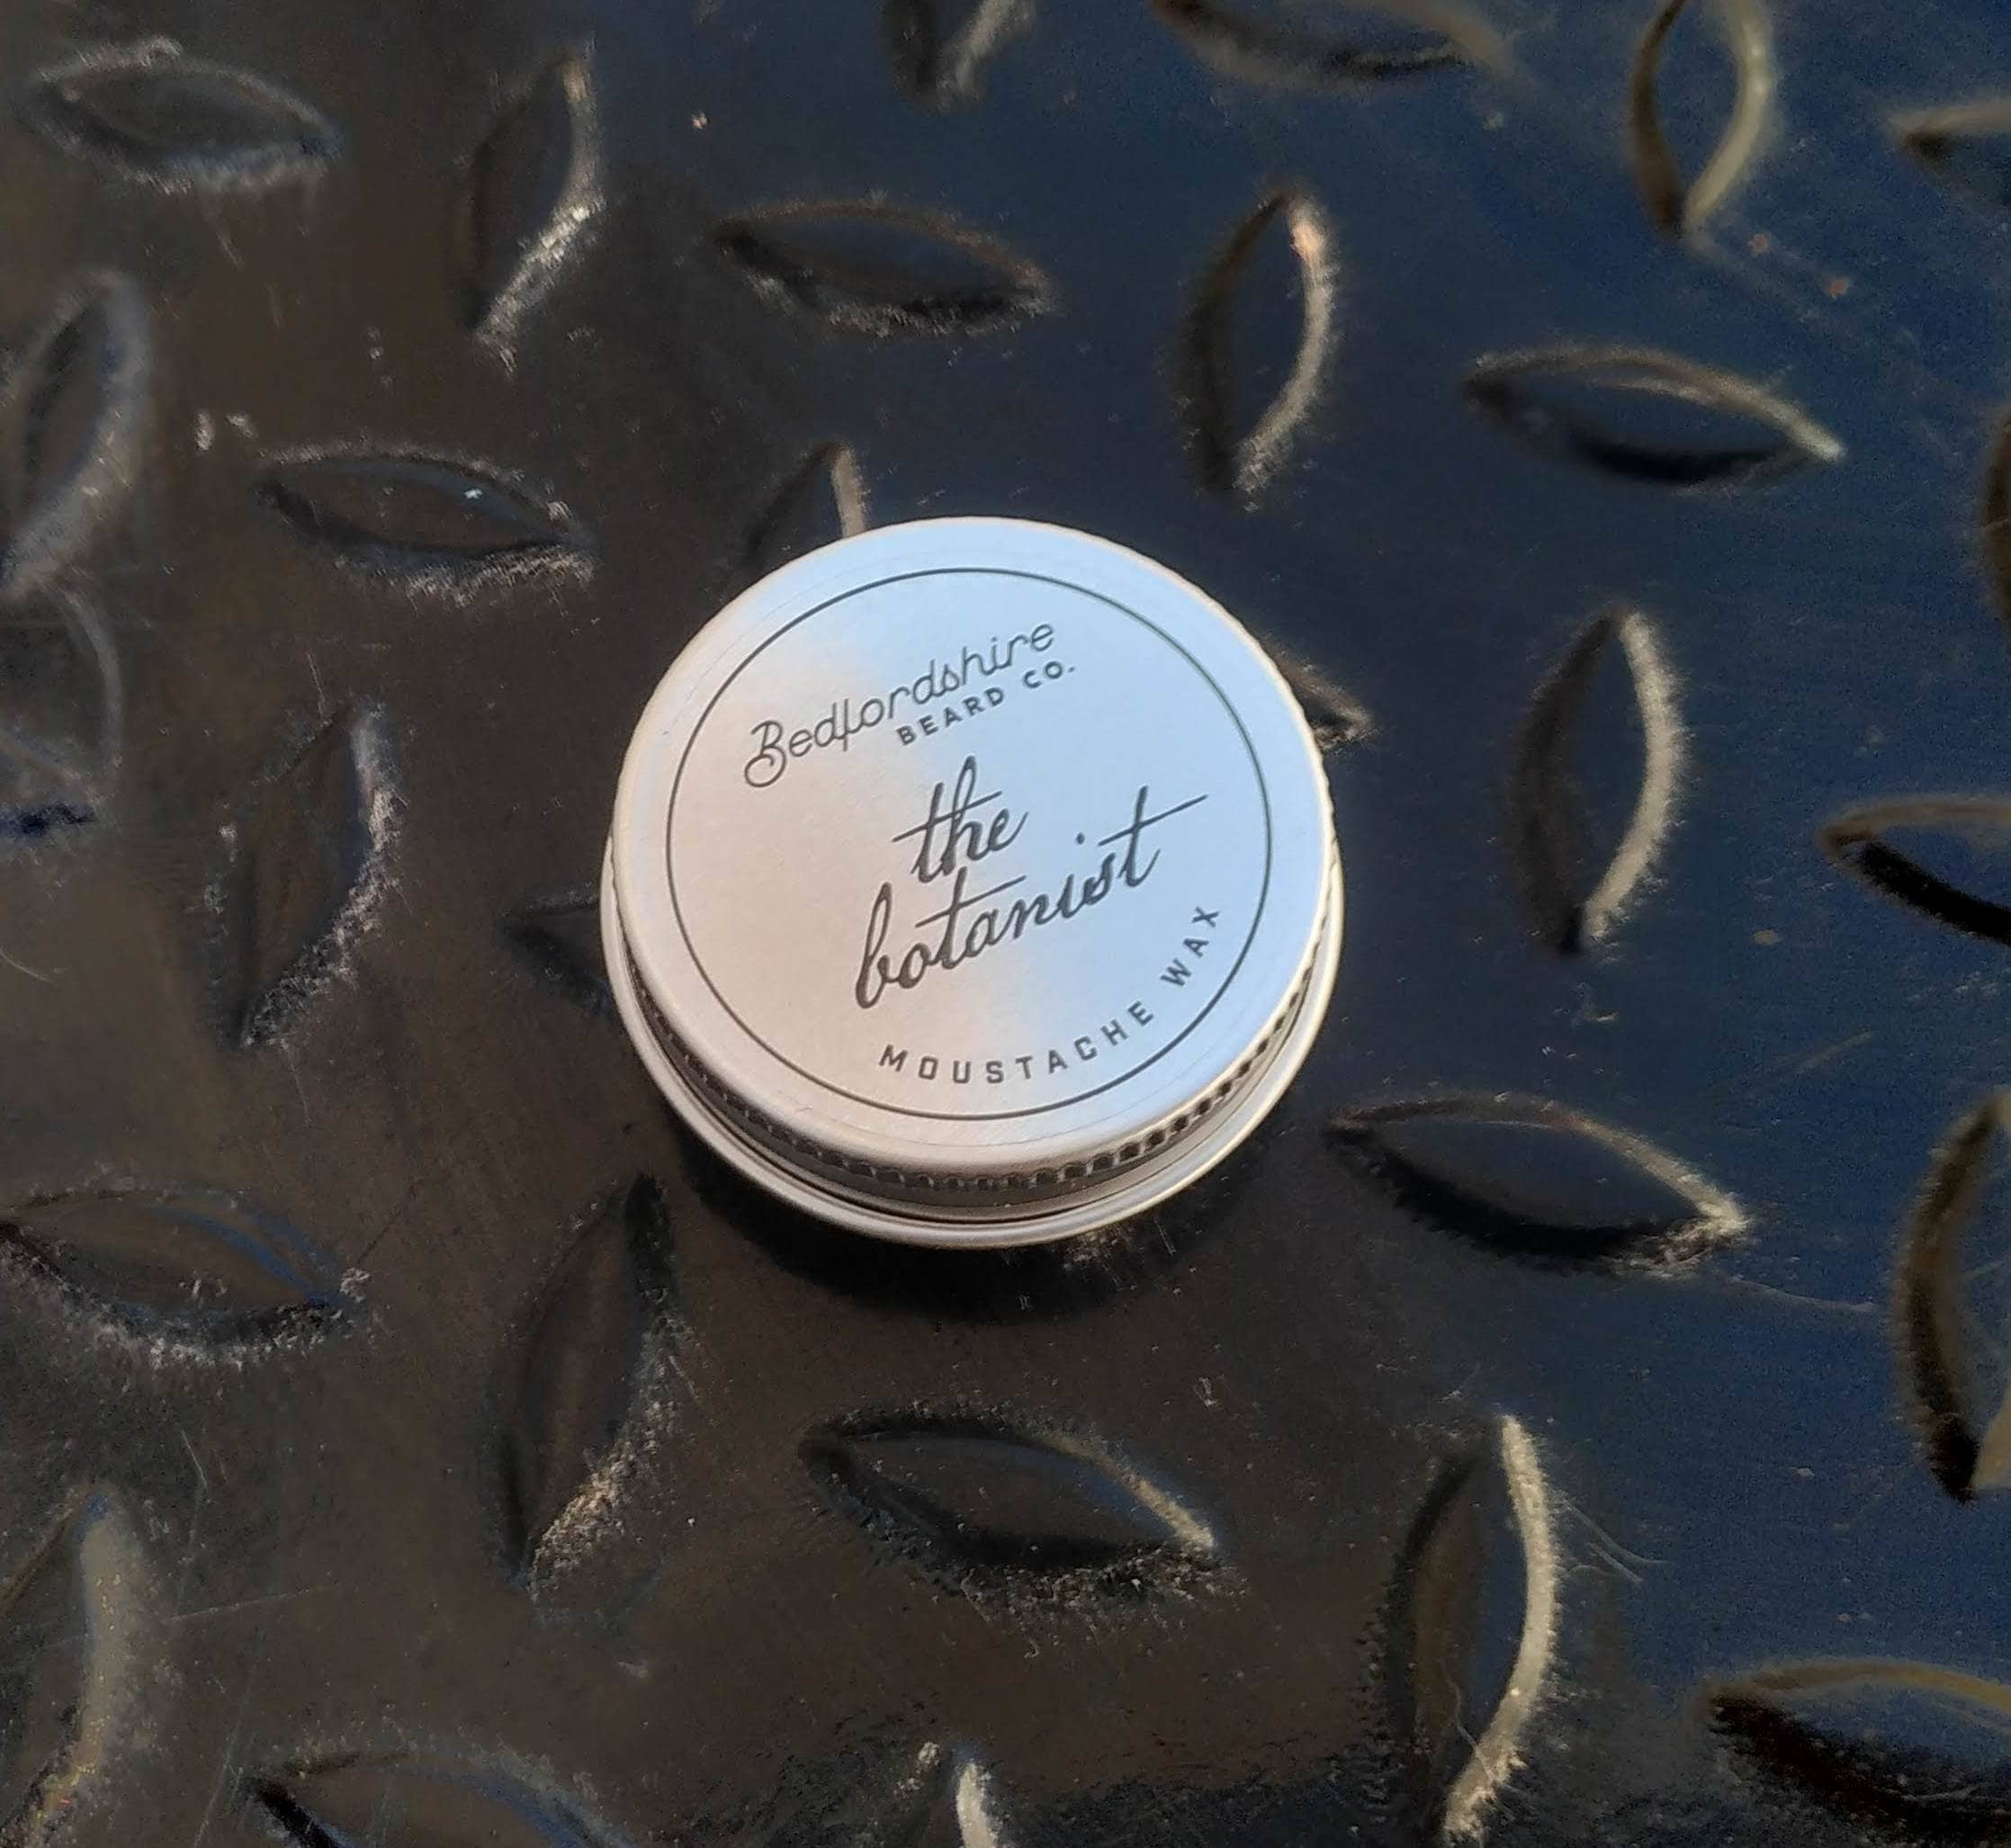 Bedfordshire
BEARD CO.
the
botanist
MOUSTACHE WAX